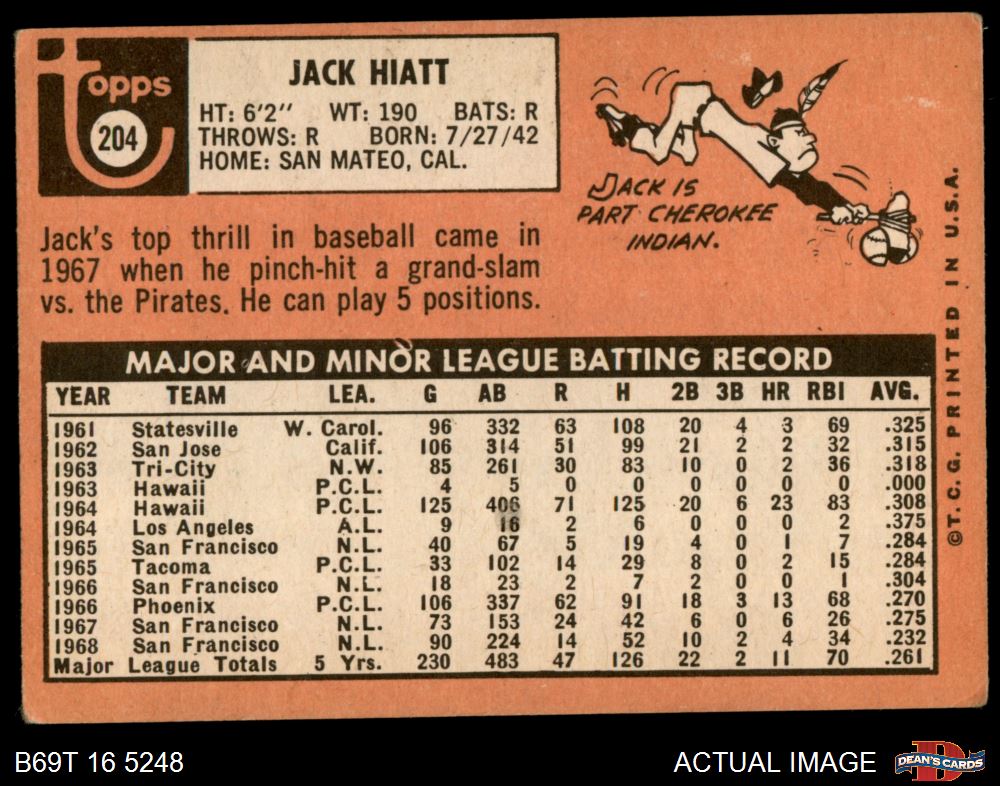 Topps
204
JACK HIATT
HT: 6'2" WT: 190 BATS: R
THROWS: R BORN: 7/27/42
HOME: SAN MATEO, CAL.
JACK IS
PART CHEROKEE
INDIAN.
Jack's top thrill in baseball came in
1967 when he pinch-hit a grand-slam
vs. the Pirates. He can play 5 positions.
MAJOR AND MINOR LEAGUE BATTING RECORD
YEAR TEAM LEA. G AB R H 2B 3B HR RBI AVG.
1961 Statesville W. Carol. 96 332 63 108 20 4 3 69 .325
1962 San Jose Calif. 106 314 51 99 21 2 2 32 .315
1963 Tri-City N.W. 85 261 30 83 10 0 2 36 .318
1963 Hawaii P.C.L. 4 5 0 0 0 0 0 0 .000
1964 Hawaii P.C.L. 125 406 71 125 20 6 23 83 .308
1964 Los Angeles A.L. 9 16 2 6 0 0 0 2 .375
1965 San Francisco N.L. 40 67 5 19 4 0 1 7 .284
1965 Tacoma P.C.L. 33 102 14 29 8 0 2 15 .284
1966 San Francisco N.L. 18 23 2 7 2 0 0 1 .304
1966 Phoenix P.C.L. 106 337 62 91 18 3 13 68 .270
1967 San Francisco N.L. 73 153 24 42 6 0 6 26 .275
1968 San Francisco N.L. 90 224 14 52 10 2 4 34 .232
Major League Totals 5 Yrs. 230 483 47 126 22 2 11 70 .261
©T.C.G. PRINTED IN U.S.A.
B69T 16 5248
ACTUAL IMAGE
DEAN'S CARDS